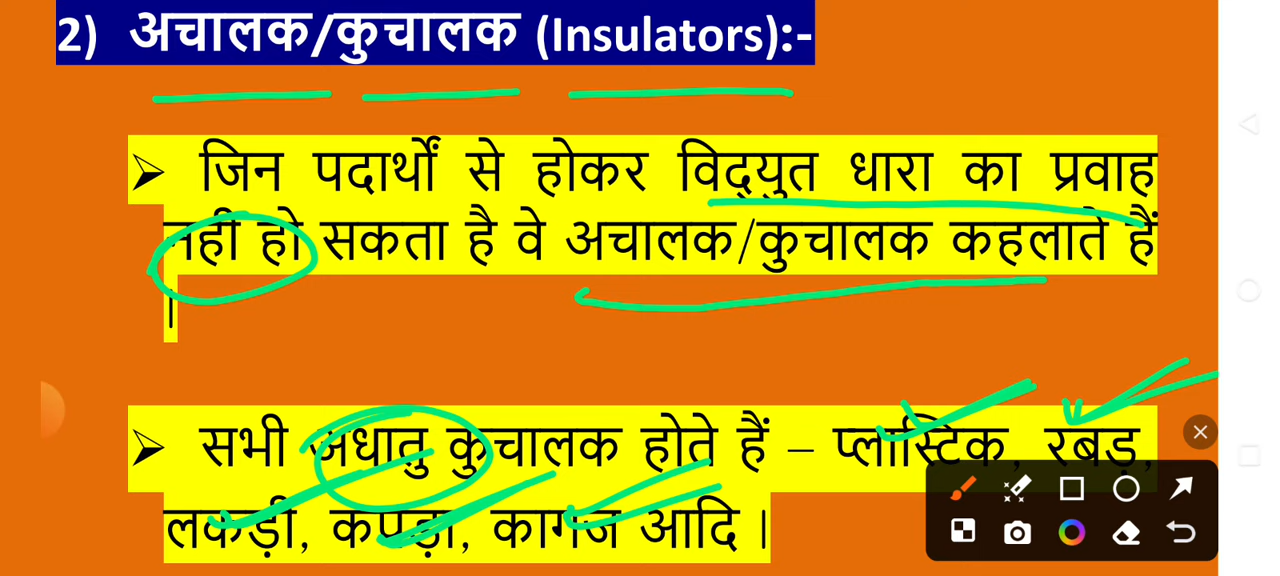 2) अचालक/कुचालक (Insulators):-
➢ जिन पदार्थों से होकर विद्युत धारा का प्रवाह
नही हो सकता है वे अचालक/कुचालक कहलाते हैं
।
➢ सभी अधातु कुचालक होते हैं – प्लास्टिक, रबड़,
लकड़ी, कपड़ा, कागज आदि ।